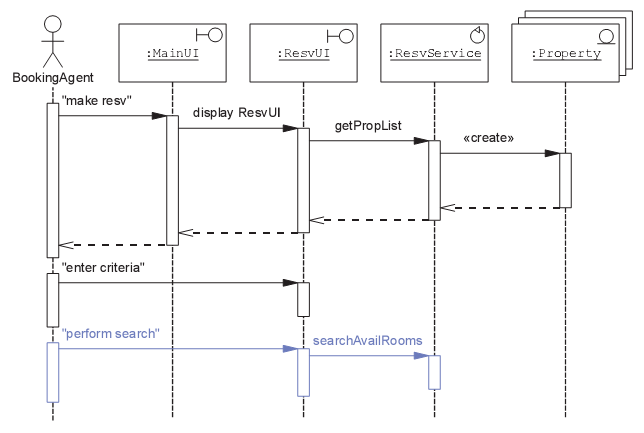 :MainUI
:ResvUI
:ResvService
:Property
BookingAgent
"make resv"
display ResvUI
getPropList
«create»
"enter criteria"
"perform search"
searchAvailRooms